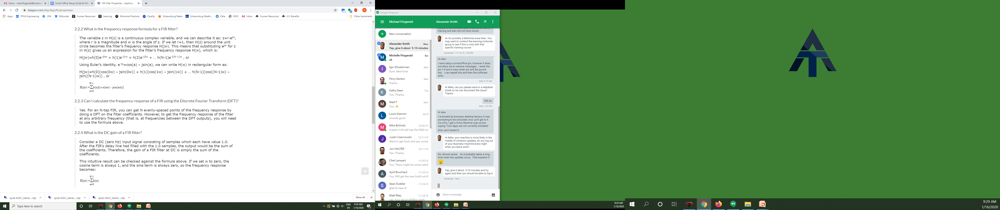 Inbox - mike.fitzgerald@motorol
Smart Office Setup Guide & Othe
FIR Filter Properties - dspGuru
dspguru.com/dsp/faqs/fir/properties/
Apps
FPGA Engineering
JIRA
Bitbucket
Human Resources
Learning
Motorola Directory
Quality
Schaumburg Radar
Schaumburg Weath...
Okta
MSIC
Inbox
Human Resources
U.S. Benefits
Other bookmarks
2.2.2 What is the frequency response formula for a FIR filter?
The variable z in H(z) is a continuous complex variable, and we can describe it as: z=r·e^jw,
where r is a magnitude and w is the angle of z. If we let r=1, then H(z) around the unit
circle becomes the filter's frequency response H(jw). This means that substituting e^jw for z
in H(z) gives us an expression for the filter's frequency response H(w), which is:
H(jw)=h(0)e^-j0w + h(1)e^-j1w + h(2)e^-j2w + ... h(N-1)e^-j(N-1)w , or
Using Euler's identity, e^-ja=cos(a) – jsin(a), we can write H(w) in rectangular form as:
H(jw)=h(0)[cos(0w) – jsin(0w)] + h(1)[cos(1w) – jsin(1w)] + ... h(N-1)[cos((N-1)w) –
jsin((N-1)w)] , or
N-1
H(jω) =∑h(n)[cos(nω) - jsin(nω)]
n=0
2.2.3 Can I calculate the frequency response of a FIR using the Discrete Fourier Transform (DFT)?
Yes. For an N-tap FIR, you can get N evenly-spaced points of the frequency response by
doing a DFT on the filter coefficients. However, to get the frequency response of the filter
at any arbitrary frequency (that is, at frequencies between the DFT outputs), you will need
to use the formula above.
2.2.4 What is the DC gain of a FIR filter?
Consider a DC (zero Hz) input signal consisting of samples which each have value 1.0.
After the FIR's delay line had filled with the 1.0 samples, the output would be the sum of
the coefficients. Therefore, the gain of a FIR filter at DC is simply the sum of the
coefficients.
This intuitive result can be checked against the formula above. If we set w to zero, the
cosine term is always 1, and the sine term is always zero, so the frequency response
becomes:
N-1
H(jω) =∑h(n)
n=0
cpub-MSIC_Gener....rdp
cpub-MSIC_Gener....rdp
cpub-MSIC_Gener....rdp
Show all
Type here to search
ENG
DV
9:29 AM
1/16/2020
Google Hangouts
Michael Fitzgerald
New conversation
Alexander Smith
Now
Yep, give it about 5-10 minutes
Michelle Fitzgerald
5m
ok
Igor Shusterman
Wed
Sure. Nest time
Perry Denton
Wed
thanks
Kathy Dean
Tue
You: Thanks
Matt F
Mon
You:
Louis Giannini
Jan 8
sounds good.
Mike Birkholz
12/30/19
maybe it should say this field co
Justin Czarnowski
12/11/19
Went to get food, and yes, some
Jon HALTER
12/11/19
Yes. Thanks.
Chet Lampert
11/25/19
You: There might be some weird
April Bouchard
11/18/19
You: Will get the new build out th
Sean Doebler
11/14/19
glad to hear it!
Matt Riley
11/14/19
Alexander Smith
training and also did not have sound.
ok its possibly a Motorola issue then. You
may want to contact the learning.motorola
group to see if this is only with that
specific training course
Alexander • 11/13/19, 1:02 PM
Hi Alex
I went setup a smartoffice pin, however it does
not allow me to retrieve messages. I enter the
pin + # and it says 'enter pin and the pound
key'. I can repeat this and then the software
exits.
Wed, 9:13 AM
Hi Mike, can you please send in a helpdesk
ticket so we can document the issue?
Thanks
Will do
Wed, 1:57 PM
Hi Alex
I re-booted by buisness desktop becaus it was
prompting to be re-booted, now can't get to it
via cirtix, I get a Cirtux Receiver pop up box
saying "Your Apps are not currently available"
Also can't restart it.
Hi Mike, your machine is most likely in the
middle of windows updates, do you log out
of your Business machine every night
when you leave work?
No, almost newer. So it probably takes a long
time when the updates occur. That explains it.
Yep, give it about 5-10 minutes and try
again and then you should be able to log in
Alexander • Now
Send a message
9:29 AM
1/16/2020
9:29 AM
1/16/2020